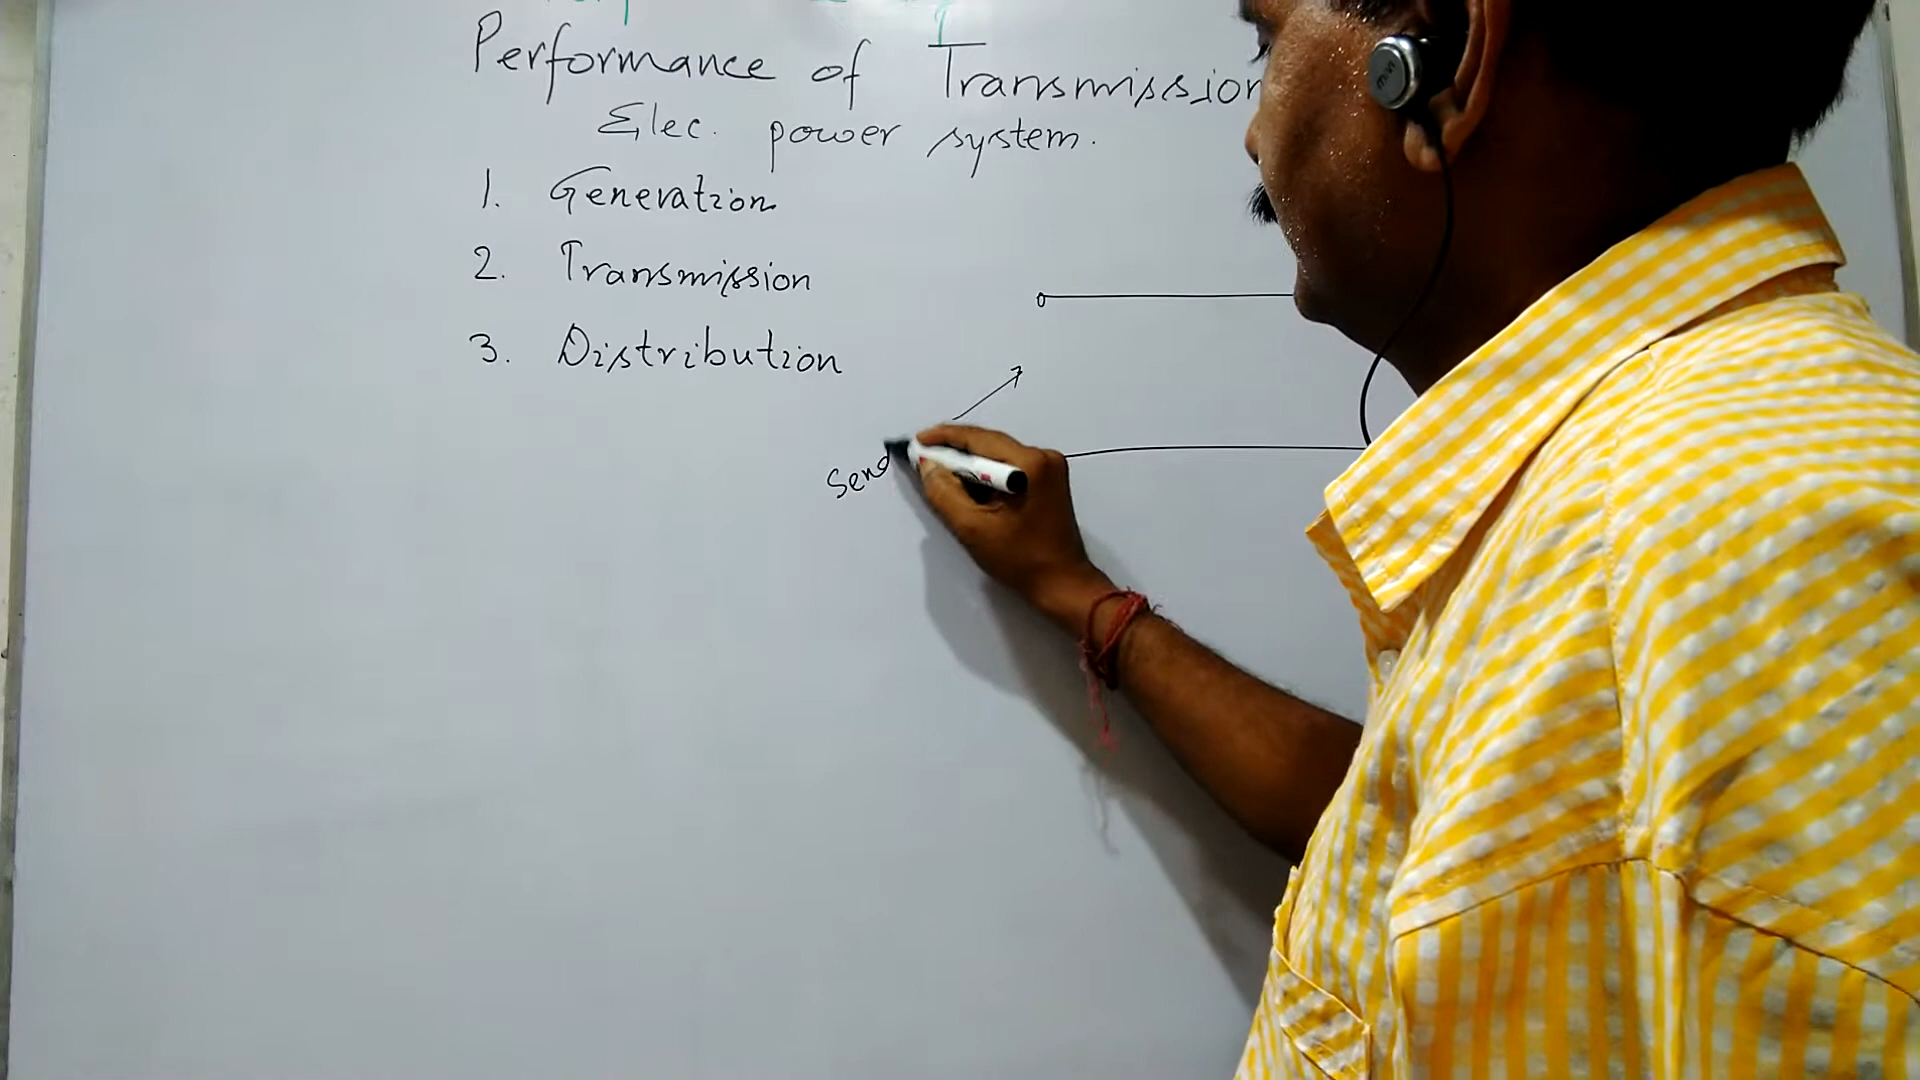 Performance of Transmission
Elec. power system.
1. Generation
2. Transmission
3. Distribution
Send